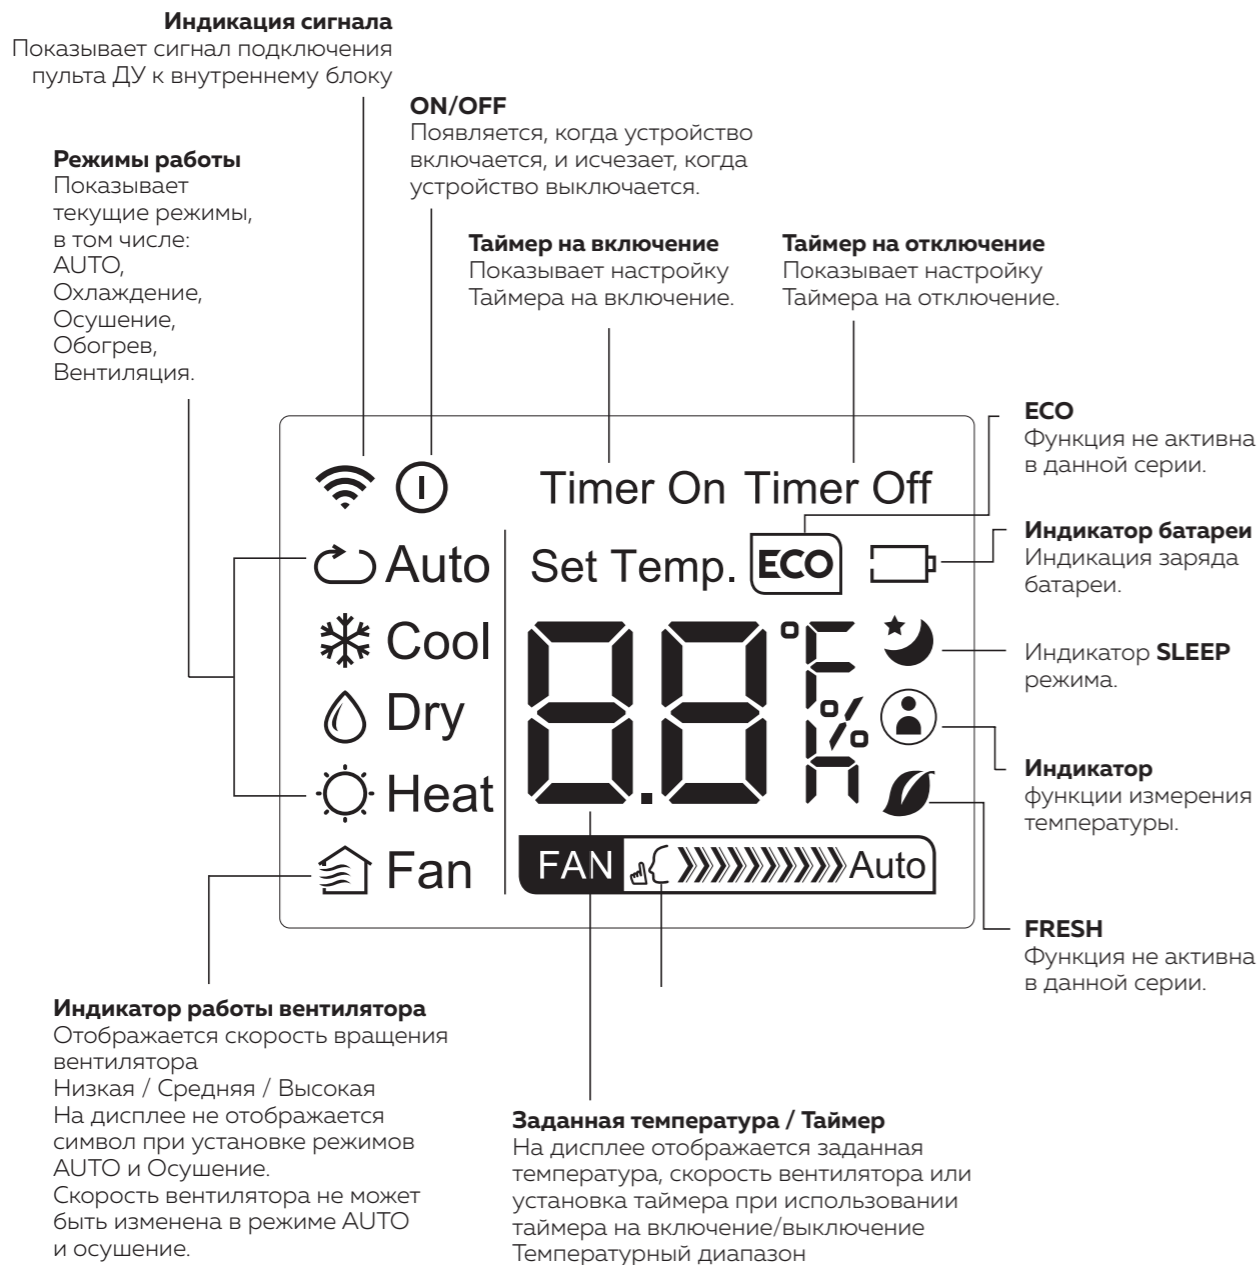 Индикация сигнала
Показывает сигнал подключения
пульта ДУ к внутреннему блоку
ON/OFF
Появляется, когда устройство
включается, и исчезает, когда
устройство выключается.
Режимы работы
Показывает
текущие режимы,
в том числе:
AUTO,
Охлаждение,
Осушение,
Обогрев,
Вентиляция.
Таймер на включение
Показывает настройку
Таймера на включение.
Таймер на отключение
Показывает настройку
Таймера на отключение.
ECO
Функция не активна
в данной серии.
Индикатор батареи
Индикация заряда
батареи.
Индикатор SLEEP
режима.
Индикатор
функции измерения
температуры.
FRESH
Функция не активна
в данной серии.
Timer On Timer Off
Auto
Cool
Dry
Heat
Fan
Set Temp. ECO
8.8 °F
%
h
FAN Auto
Индикатор работы вентилятора
Отображается скорость вращения
вентилятора
Низкая / Средняя / Высокая
На дисплее не отображается
символ при установке режимов
AUTO и Осушение.
Скорость вентилятора не может
быть изменена в режиме AUTO
и осушение.
Заданная температура / Таймер
На дисплее отображается заданная
температура, скорость вентилятора или
установка таймера при использовании
таймера на включение/выключение
Температурный диапазон